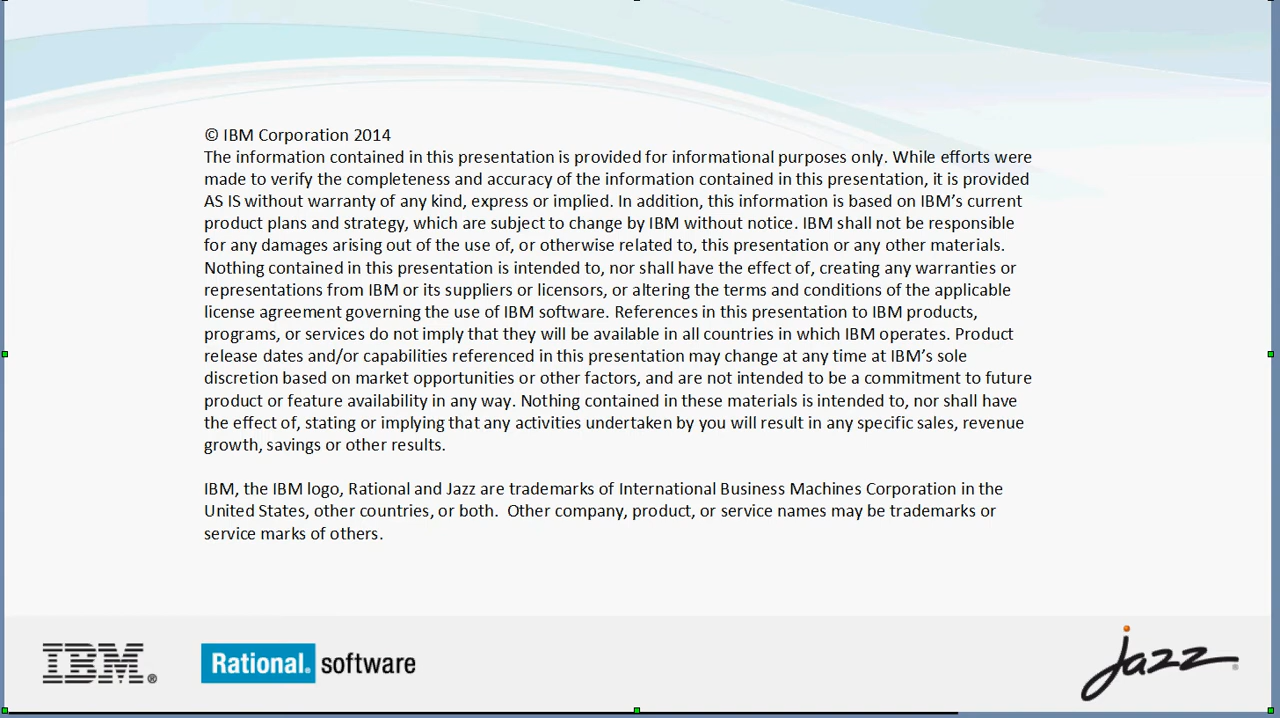 © IBM Corporation 2014
The information contained in this presentation is provided for informational purposes only. While efforts were
made to verify the completeness and accuracy of the information contained in this presentation, it is provided
AS IS without warranty of any kind, express or implied. In addition, this information is based on IBM’s current
product plans and strategy, which are subject to change by IBM without notice. IBM shall not be responsible
for any damages arising out of the use of, or otherwise related to, this presentation or any other materials.
Nothing contained in this presentation is intended to, nor shall have the effect of, creating any warranties or
representations from IBM or its suppliers or licensors, or altering the terms and conditions of the applicable
license agreement governing the use of IBM software. References in this presentation to IBM products,
programs, or services do not imply that they will be available in all countries in which IBM operates. Product
release dates and/or capabilities referenced in this presentation may change at any time at IBM’s sole
discretion based on market opportunities or other factors, and are not intended to be a commitment to future
product or feature availability in any way. Nothing contained in these materials is intended to, nor shall have
the effect of, stating or implying that any activities undertaken by you will result in any specific sales, revenue
growth, savings or other results.
IBM, the IBM logo, Rational and Jazz are trademarks of International Business Machines Corporation in the
United States, other countries, or both.  Other company, product, or service names may be trademarks or
service marks of others.
IBM® Rational. software jazz®